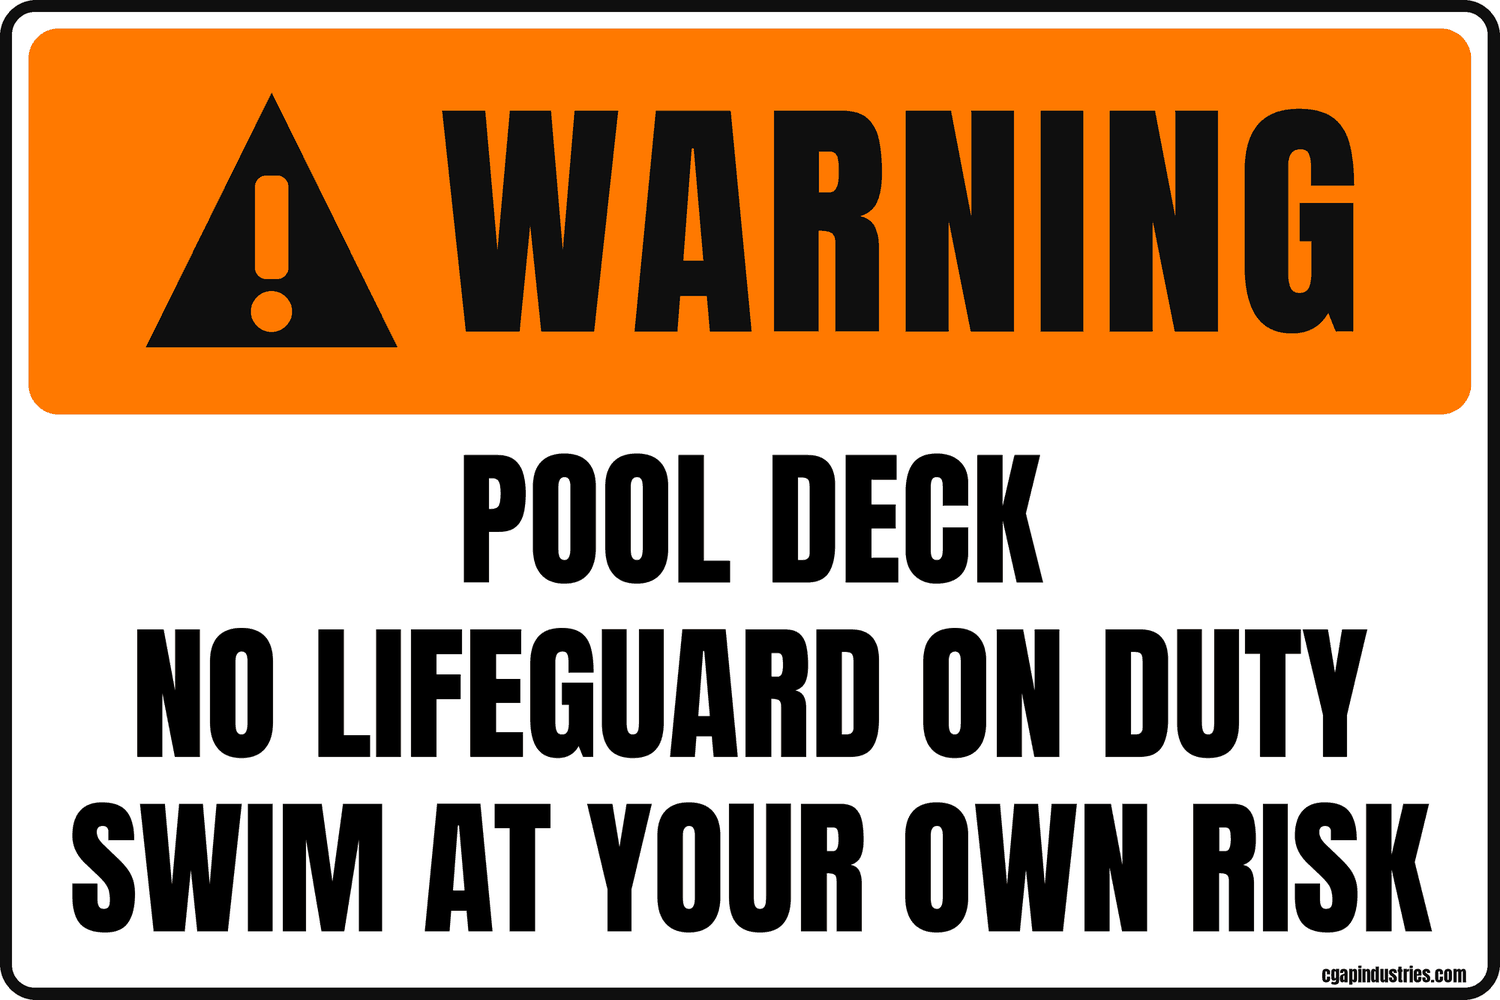 WARNING
POOL DECK
NO LIFEGUARD ON DUTY
SWIM AT YOUR OWN RISK
cgapindustries.com